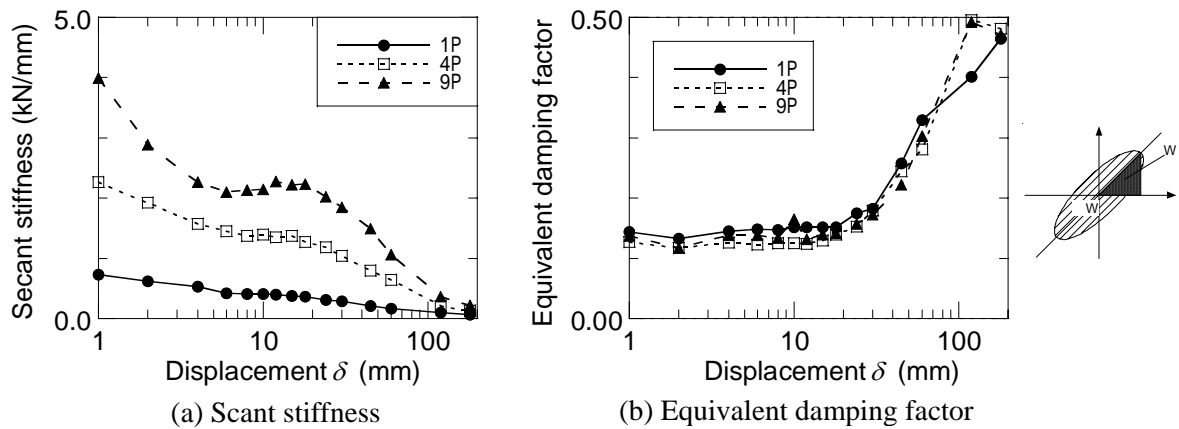 5.0
0.0
Secant stiffness (kN/mm)
1P
4P
9P
1
10
100
Displacement δ (mm)
(a) Scant stiffness
0.50
0.00
Equivalent damping factor
1P
4P
9P
1
10
100
Displacement δ (mm)
(b) Equivalent damping factor
W
W